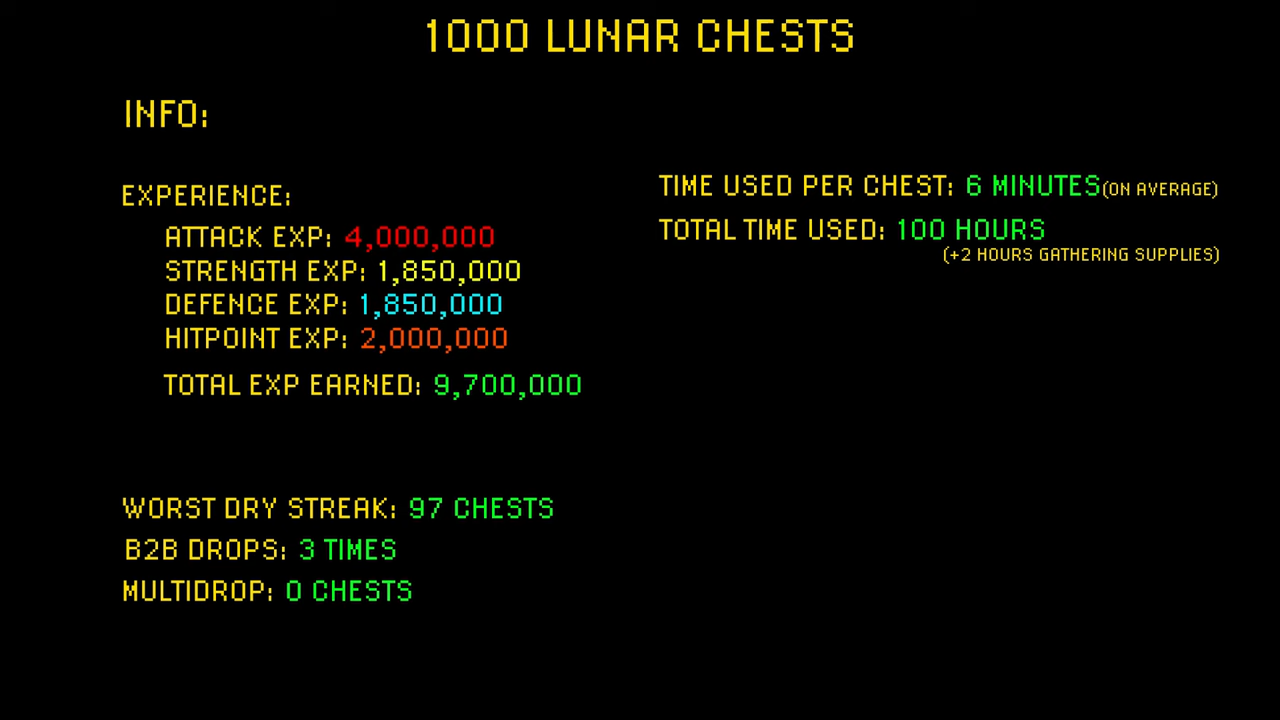 1000 LUNAR CHESTS
INFO:
EXPERIENCE:
ATTACK EXP: 4,000,000
STRENGTH EXP: 1,850,000
DEFENCE EXP: 1,850,000
HITPOINT EXP: 2,000,000
TOTAL EXP EARNED: 9,700,000
TIME USED PER CHEST: 6 MINUTES(ON AVERAGE)
TOTAL TIME USED: 100 HOURS
(+2 HOURS GATHERING SUPPLIES)
WORST DRY STREAK: 97 CHESTS
B2B DROPS: 3 TIMES
MULTIDROP: 0 CHESTS